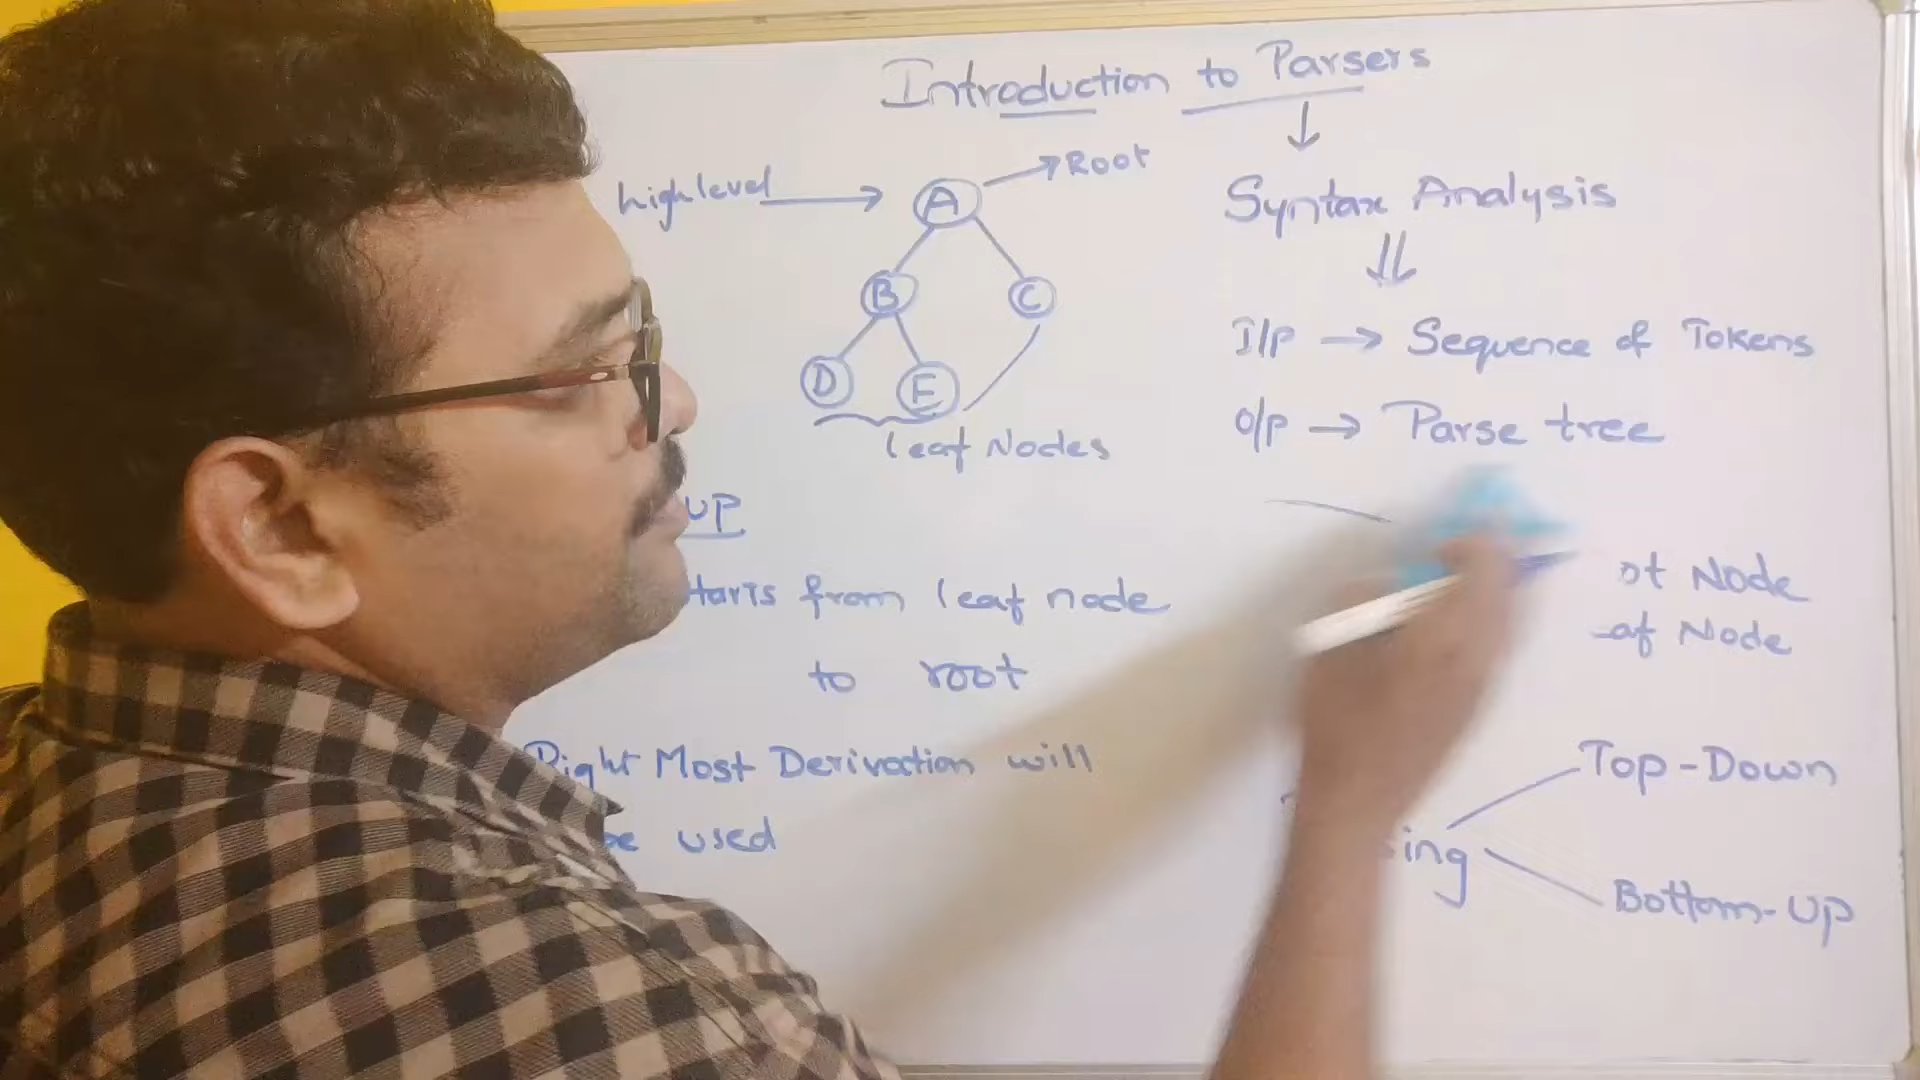 Introduction to Parsers
high level
A
Root
B
C
D
E
leaf Nodes
Syntax Analysis
I/p → Sequence of Tokens
O/p → Parse tree
UP
from leaf node
to root
Right Most Derivation will
be used
Node
Node
Top-Down
Bottom-UP